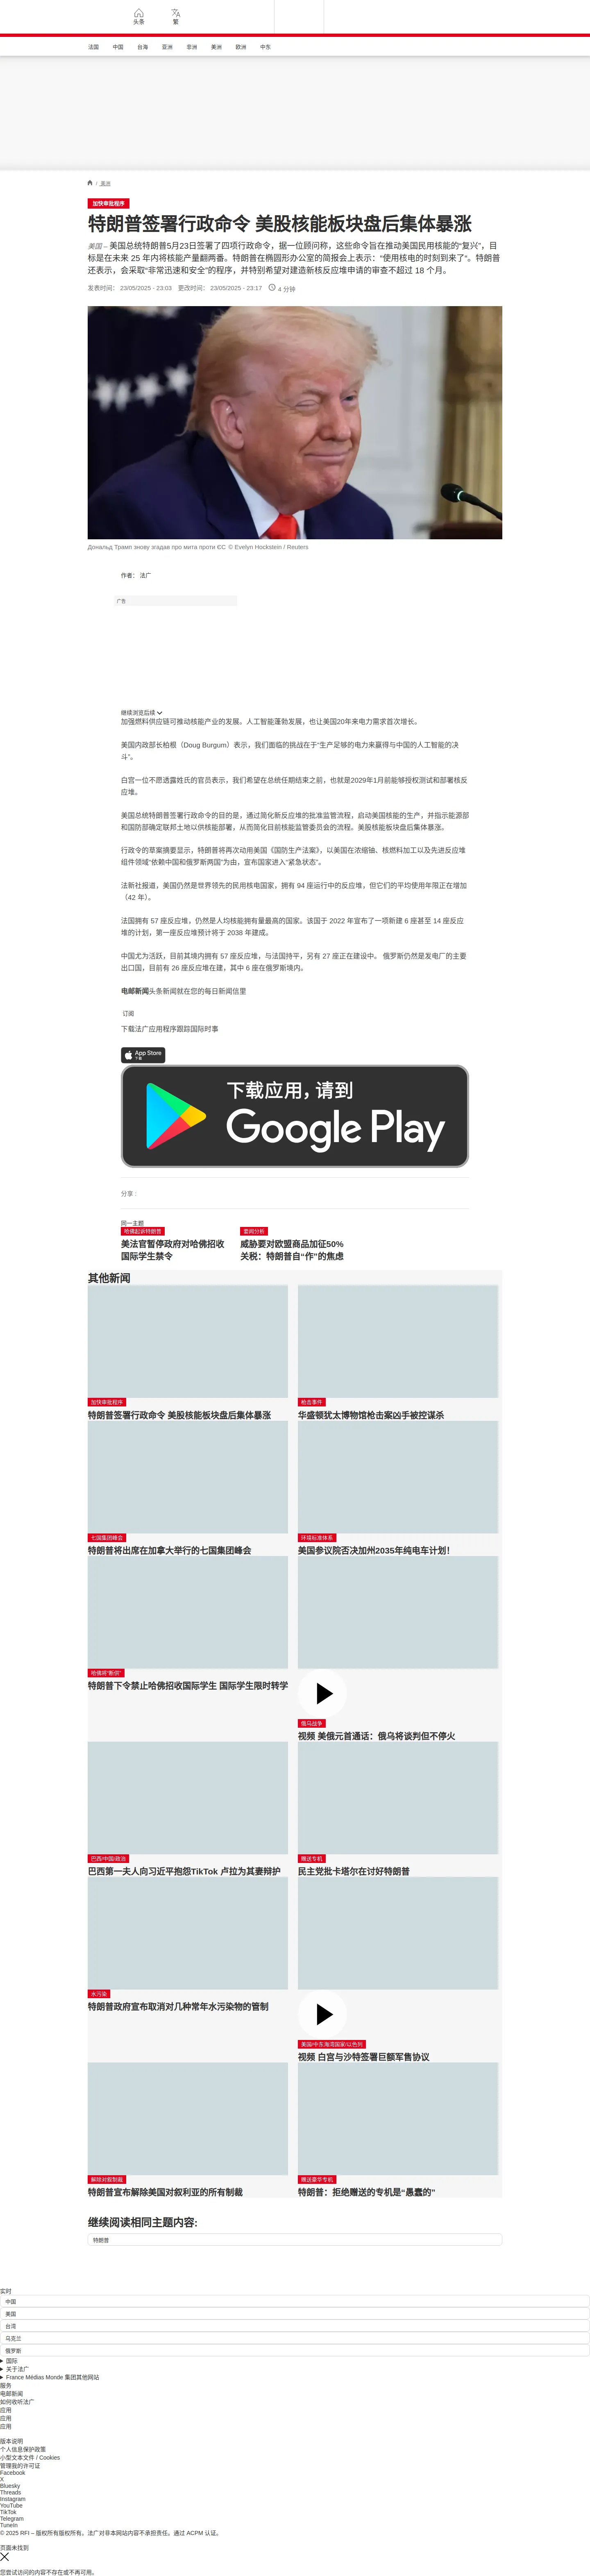 头条
繁
法国 中国 台海 亚洲 非洲 美洲 欧洲 中东
/ 美洲
加快审批程序
特朗普签署行政命令 美股核能板块盘后集体暴涨
美国 – 美国总统特朗普5月23日签署了四项行政命令，据一位顾问称，这些命令旨在推动美国民用核能的“复兴”，目
标是在未来 25 年内将核能产量翻两番。特朗普在椭圆形办公室的简报会上表示：“使用核电的时刻到来了”。特朗普
还表示，会采取“非常迅速和安全”的程序，并特别希望对建造新核反应堆申请的审查不超过 18 个月。
发表时间： 23/05/2025 - 23:03 更改时间： 23/05/2025 - 23:17 4 分钟
Дональд Трамп знову згадав про мита проти ЄС © Evelyn Hockstein / Reuters
作者： 法广
广告
继续浏览后续
加强燃料供应链可推动核能产业的发展。人工智能蓬勃发展，也让美国20年来电力需求首次增长。
美国内政部长柏根（Doug Burgum）表示，我们面临的挑战在于“生产足够的电力来赢得与中国的人工智能的决
斗”。
白宫一位不愿透露姓氏的官员表示，我们希望在总统任期结束之前，也就是2029年1月前能够授权测试和部署核反
应堆。
美国总统特朗普签署行政命令的目的是，通过简化新反应堆的批准监管流程，启动美国核能的生产，并指示能源部
和国防部确定联邦土地以供核能部署，从而简化目前核能监管委员会的流程。美股核能板块盘后集体暴涨。
行政令的草案摘要显示，特朗普将再次动用美国《国防生产法案》，以美国在浓缩铀、核燃料加工以及先进反应堆
组件领域“依赖中国和俄罗斯两国”为由，宣布国家进入“紧急状态”。
法新社报道，美国仍然是世界领先的民用核电国家，拥有 94 座运行中的反应堆，但它们的平均使用年限正在增加
（42 年）。
法国拥有 57 座反应堆，仍然是人均核能拥有量最高的国家。该国于 2022 年宣布了一项新建 6 座甚至 14 座反应
堆的计划，第一座反应堆预计将于 2038 年建成。
中国尤为活跃，目前其境内拥有 57 座反应堆，与法国持平，另有 27 座正在建设中。 俄罗斯仍然是发电厂的主要
出口国，目前有 26 座反应堆在建，其中 6 座在俄罗斯境内。
电邮新闻头条新闻就在您的每日新闻信里
订阅
下载法广应用程序跟踪国际时事
App Store
下载
下载应用，请到
Google Play
分享 :
同一主题
哈佛起诉特朗普
美法官暂停政府对哈佛招收
国际学生禁令
要闻分析
威胁要对欧盟商品加征50%
关税：特朗普自“作”的焦虑
其他新闻
加快审批程序
特朗普签署行政命令 美股核能板块盘后集体暴涨
枪击事件
华盛顿犹太博物馆枪击案凶手被控谋杀
七国集团峰会
特朗普将出席在加拿大举行的七国集团峰会
环境标准体系
美国参议院否决加州2035年纯电车计划！
哈佛将“断供”
特朗普下令禁止哈佛招收国际学生 国际学生限时转学
俄乌战争
视频 美俄元首通话：俄乌将谈判但不停火
巴西/中国/政治
巴西第一夫人向习近平抱怨TikTok 卢拉为其妻辩护
赠送专机
民主党批卡塔尔在讨好特朗普
水污染
特朗普政府宣布取消对几种常年水污染物的管制
美国/中东海湾国家/以色列
视频 白宫与沙特签署巨额军售协议
解除对叙制裁
特朗普宣布解除美国对叙利亚的所有制裁
赠送豪华专机
特朗普：拒绝赠送的专机是“愚蠢的”
继续阅读相同主题内容:
特朗普
实时
中国
美国
台湾
乌克兰
俄罗斯
国际
关于法广
France Médias Monde 集团其他网站
服务
电邮新闻
如何收听法广
应用
应用
应用
版本说明
个人信息保护政策
小型文本文件 / Cookies
管理我的许可证
Facebook
X
Bluesky
Threads
Instagram
YouTube
TikTok
Telegram
TuneIn
© 2025 RFI – 版权所有版权所有。法广对非本网站内容不承担责任。通过 ACPM 认证。
页面未找到
您尝试访问的内容不存在或不再可用。